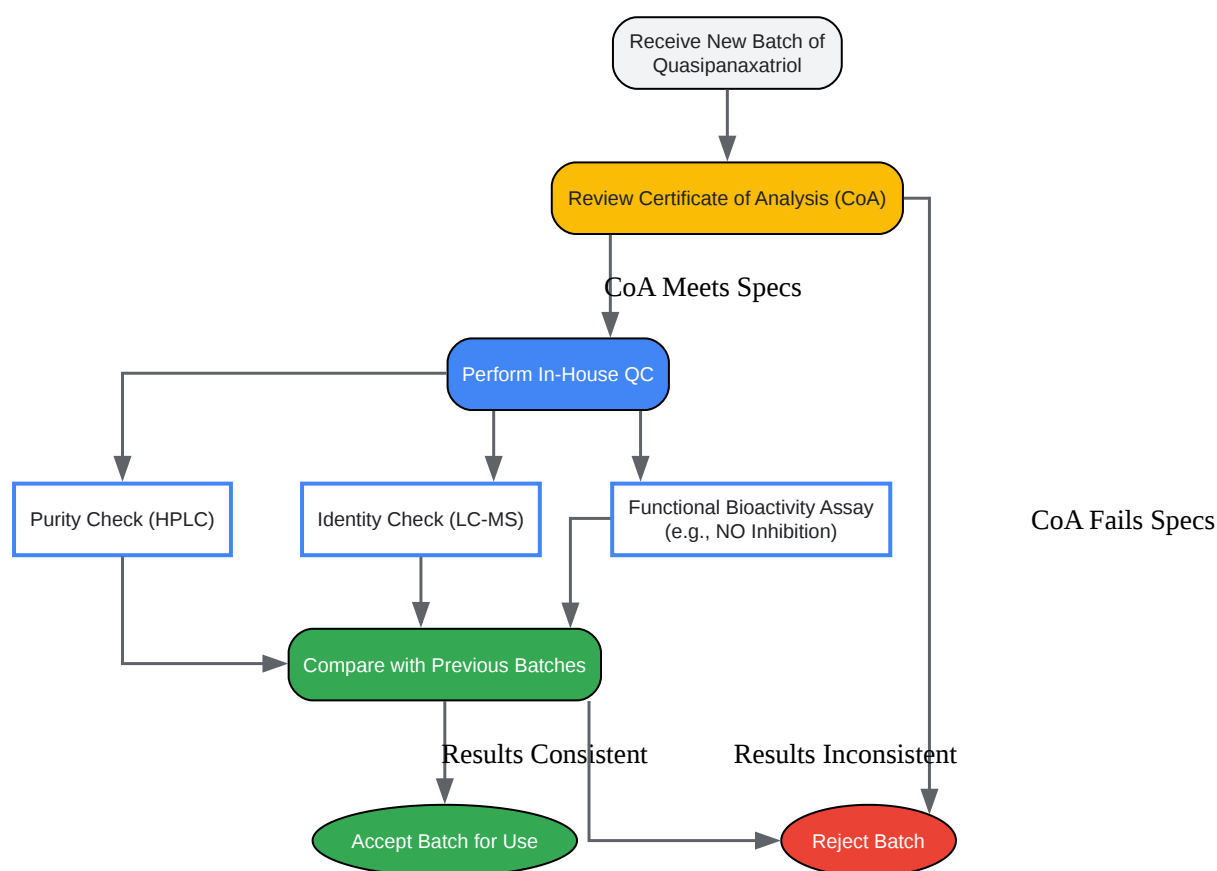 Receive New Batch of
Quasipanaxatriol
Review Certificate of Analysis (CoA)
CoA Meets Specs
Perform In-House QC
Purity Check (HPLC)
Identity Check (LC-MS)
Functional Bioactivity Assay
(e.g., NO Inhibition)
CoA Fails Specs
Compare with Previous Batches
Results Consistent
Results Inconsistent
Accept Batch for Use
Reject Batch